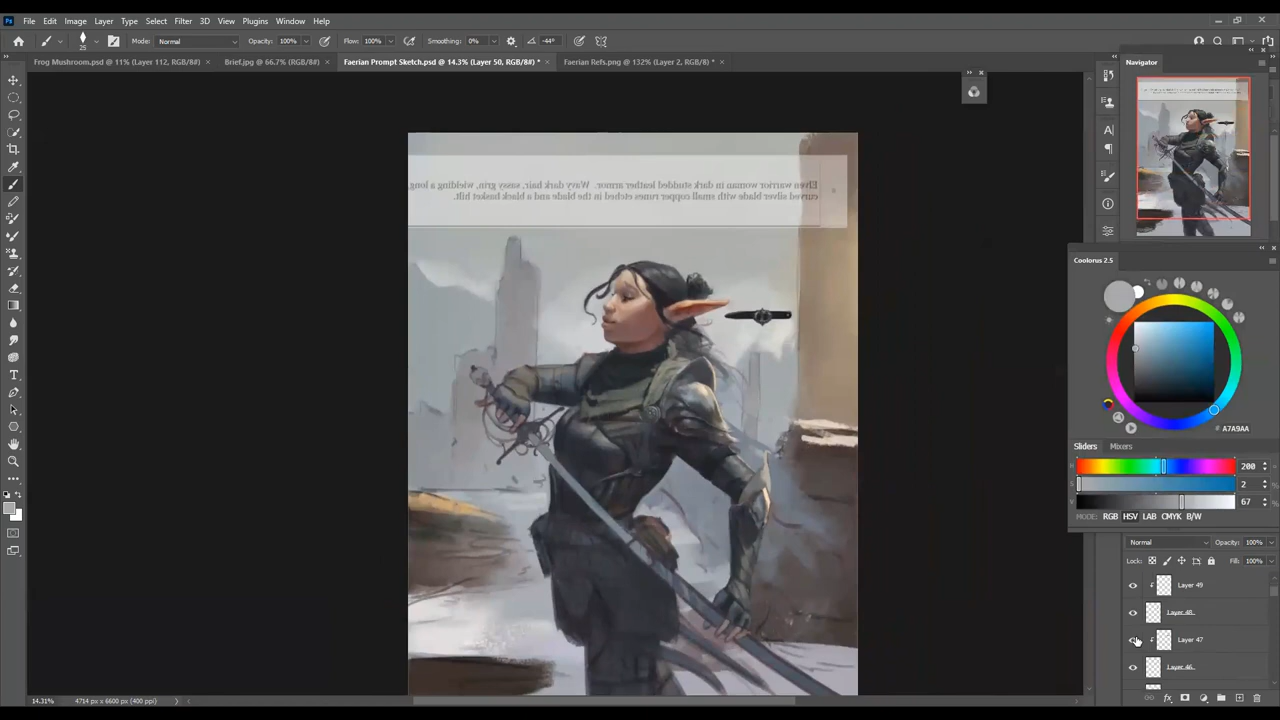 Ps File Edit Image Layer Type Select Filter 3D View Plugins Window Help
25 Mode: Normal Opacity: 100% Flow: 100% Smoothing: 0% -44°
Frog Mushroom.psd @ 11% (Layer 112, RGB/8#) × Brief.jpg @ 66.7% (RGB/8#) × Faerian Prompt Sketch.psd @ 14.3% (Layer 50, RGB/8#) * × Faerian Refs.png @ 132% (Layer 2, RGB/8) * ×
Navigator
Elven warrior woman in dark studded leather armor. Wavy dark hair, sassy grin, wielding a long,
curved silver blade with small copper runes etched in the blade and a black basket hilt.
Coolorus 2.5
# A7A9AA
Sliders Mixers
H 200
S 2 %
V 67 %
MODE: RGB HSV LAB CMYK B/W
Normal Opacity: 100%
Lock: Fill: 100%
Layer 49
Layer 48
Layer 47
Layer 46
14.31% 4714 px x 6600 px (400 ppi)